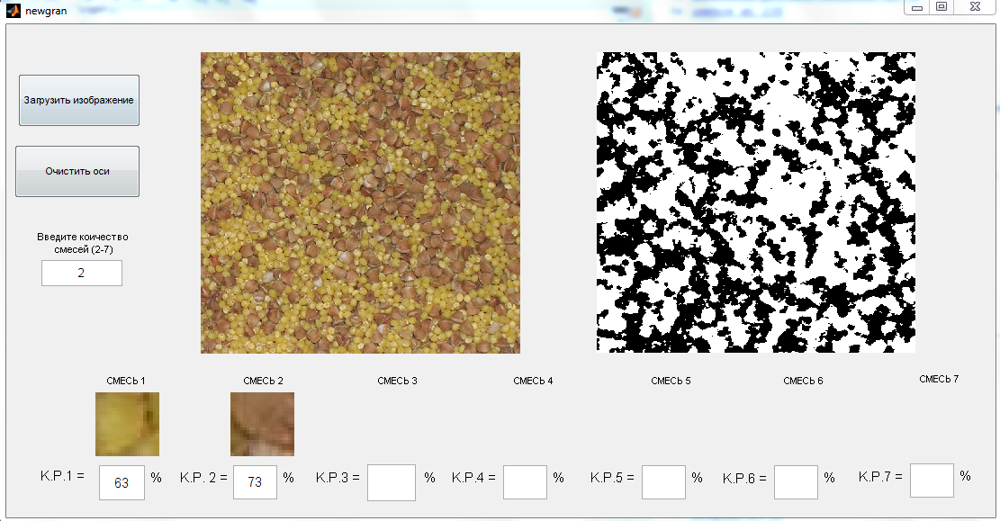 newgran
Загрузить изображение
Очистить оси
Введите коичество
смесей (2-7)
2
СМЕСЬ 1 СМЕСЬ 2 СМЕСЬ 3 СМЕСЬ 4 СМЕСЬ 5 СМЕСЬ 6 СМЕСЬ 7
К.Р.1 = 63 % К.Р. 2 = 73 % К.Р.3 = % К.Р.4 = % К.Р.5 = % К.Р.6 = % К.Р.7 = %